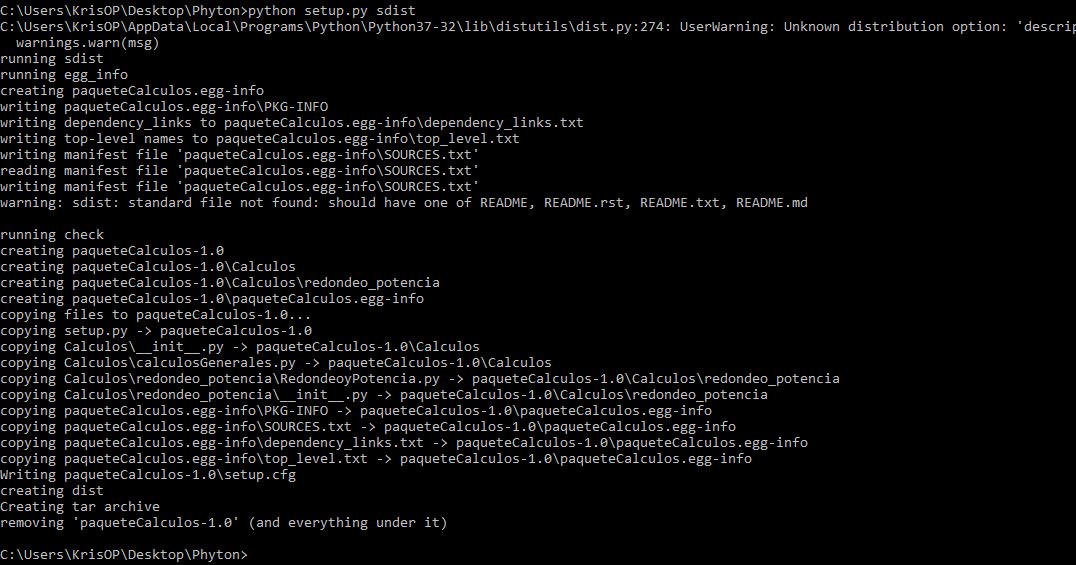 C:\Users\KrisOP\Desktop\Phyton>python setup.py sdist
C:\Users\KrisOP\AppData\Local\Programs\Python\Python37-32\lib\distutils\dist.py:274: UserWarning: Unknown distribution option: 'descrip
  warnings.warn(msg)
running sdist
running egg_info
creating paqueteCalculos.egg-info
writing paqueteCalculos.egg-info\PKG-INFO
writing dependency_links to paqueteCalculos.egg-info\dependency_links.txt
writing top-level names to paqueteCalculos.egg-info\top_level.txt
writing manifest file 'paqueteCalculos.egg-info\SOURCES.txt'
reading manifest file 'paqueteCalculos.egg-info\SOURCES.txt'
writing manifest file 'paqueteCalculos.egg-info\SOURCES.txt'
warning: sdist: standard file not found: should have one of README, README.rst, README.txt, README.md

running check
creating paqueteCalculos-1.0
creating paqueteCalculos-1.0\Calculos
creating paqueteCalculos-1.0\Calculos\redondeo_potencia
creating paqueteCalculos-1.0\paqueteCalculos.egg-info
copying files to paqueteCalculos-1.0...
copying setup.py -> paqueteCalculos-1.0
copying Calculos\__init__.py -> paqueteCalculos-1.0\Calculos
copying Calculos\calculosGenerales.py -> paqueteCalculos-1.0\Calculos
copying Calculos\redondeo_potencia\RedondeoyPotencia.py -> paqueteCalculos-1.0\Calculos\redondeo_potencia
copying Calculos\redondeo_potencia\__init__.py -> paqueteCalculos-1.0\Calculos\redondeo_potencia
copying paqueteCalculos.egg-info\PKG-INFO -> paqueteCalculos-1.0\paqueteCalculos.egg-info
copying paqueteCalculos.egg-info\SOURCES.txt -> paqueteCalculos-1.0\paqueteCalculos.egg-info
copying paqueteCalculos.egg-info\dependency_links.txt -> paqueteCalculos-1.0\paqueteCalculos.egg-info
copying paqueteCalculos.egg-info\top_level.txt -> paqueteCalculos-1.0\paqueteCalculos.egg-info
Writing paqueteCalculos-1.0\setup.cfg
creating dist
Creating tar archive
removing 'paqueteCalculos-1.0' (and everything under it)

C:\Users\KrisOP\Desktop\Phyton>